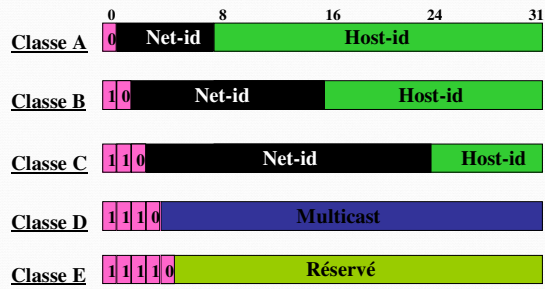 0 8 16 24 31
Classe A 0 Net-id Host-id
Classe B 1 0 Net-id Host-id
Classe C 1 1 0 Net-id Host-id
Classe D 1 1 1 0 Multicast
Classe E 1 1 1 1 0 Réservé